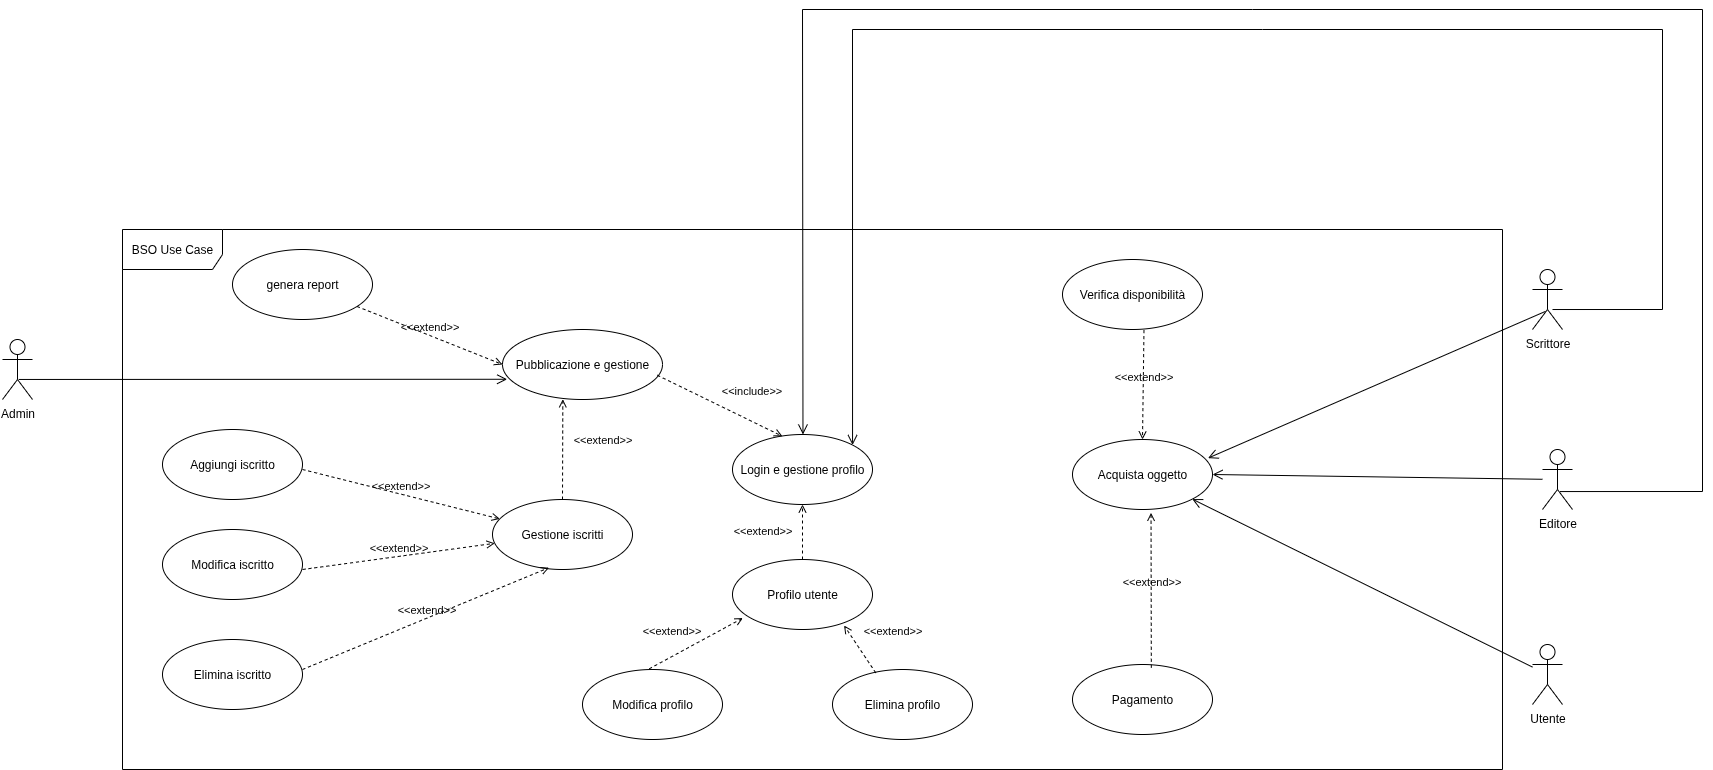 BSO Use Case
genera report
<<extend>>
Verifica disponibilità
Scrittore
Pubblicazione e gestione
<<extend>>
<<include>>
Admin
<<extend>>
Aggiungi iscritto
<<extend>>
Login e gestione profilo
Acquista oggetto
Gestione iscritti
<<extend>>
Editore
Modifica iscritto
<<extend>>
Profilo utente
<<extend>>
<<extend>>
<<extend>>
<<extend>>
Elimina iscritto
Modifica profilo
Elimina profilo
Pagamento
Utente